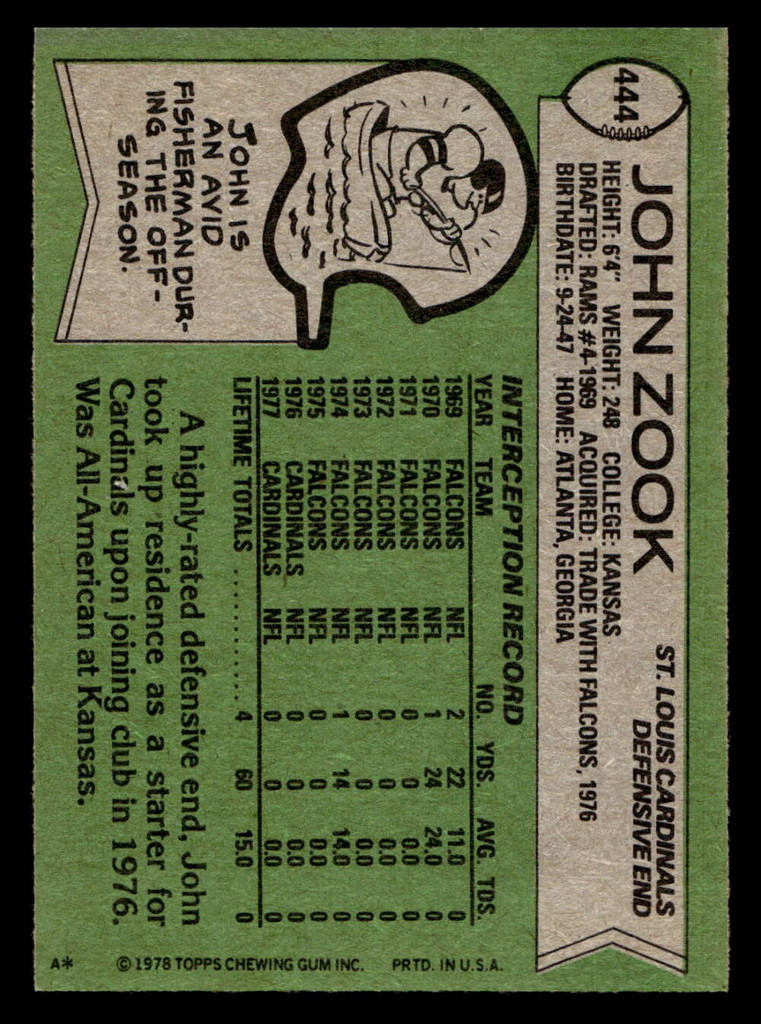 444
JOHN ZOOK
ST. LOUIS CARDINALS
DEFENSIVE END
HEIGHT: 6'4" WEIGHT: 248 COLLEGE: KANSAS
DRAFTED: RAMS #4-1969 ACQUIRED: TRADE WITH FALCONS, 1976
BIRTHDATE: 9-24-47 HOME: ATLANTA, GEORGIA
JOHN IS
AN AVID
FISHERMAN DUR-
ING THE OFF-
SEASON.
INTERCEPTION RECORD
YEAR TEAM NO. YDS. AVG. TDS.
1969 FALCONS NFL 2 22 11.0 0
1970 FALCONS NFL 1 24 24.0 0
1971 FALCONS NFL 0 0 0.0 0
1972 FALCONS NFL 0 0 0.0 0
1973 FALCONS NFL 0 0 0.0 0
1974 FALCONS NFL 1 14 14.0 0
1975 FALCONS NFL 0 0 0.0 0
1976 CARDINALS NFL 0 0 0.0 0
1977 CARDINALS NFL 0 0 0.0 0
LIFETIME TOTALS .......... 4 60 15.0 0
A highly-rated defensive end, John
took up residence as a starter for
Cardinals upon joining club in 1976.
Was All-American at Kansas.
A* © 1978 TOPPS CHEWING GUM INC. PRTD. IN U.S.A.